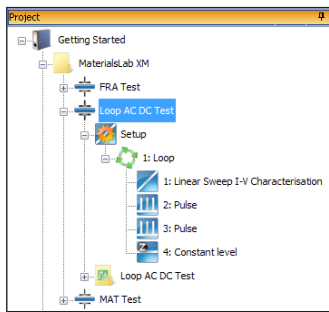 Project
Getting Started
MaterialsLab XM
FRA Test
Loop AC DC Test
Setup
1: Loop
1: Linear Sweep I-V Characterisation
2: Pulse
3: Pulse
4: Constant level
Loop AC DC Test
MAT Test